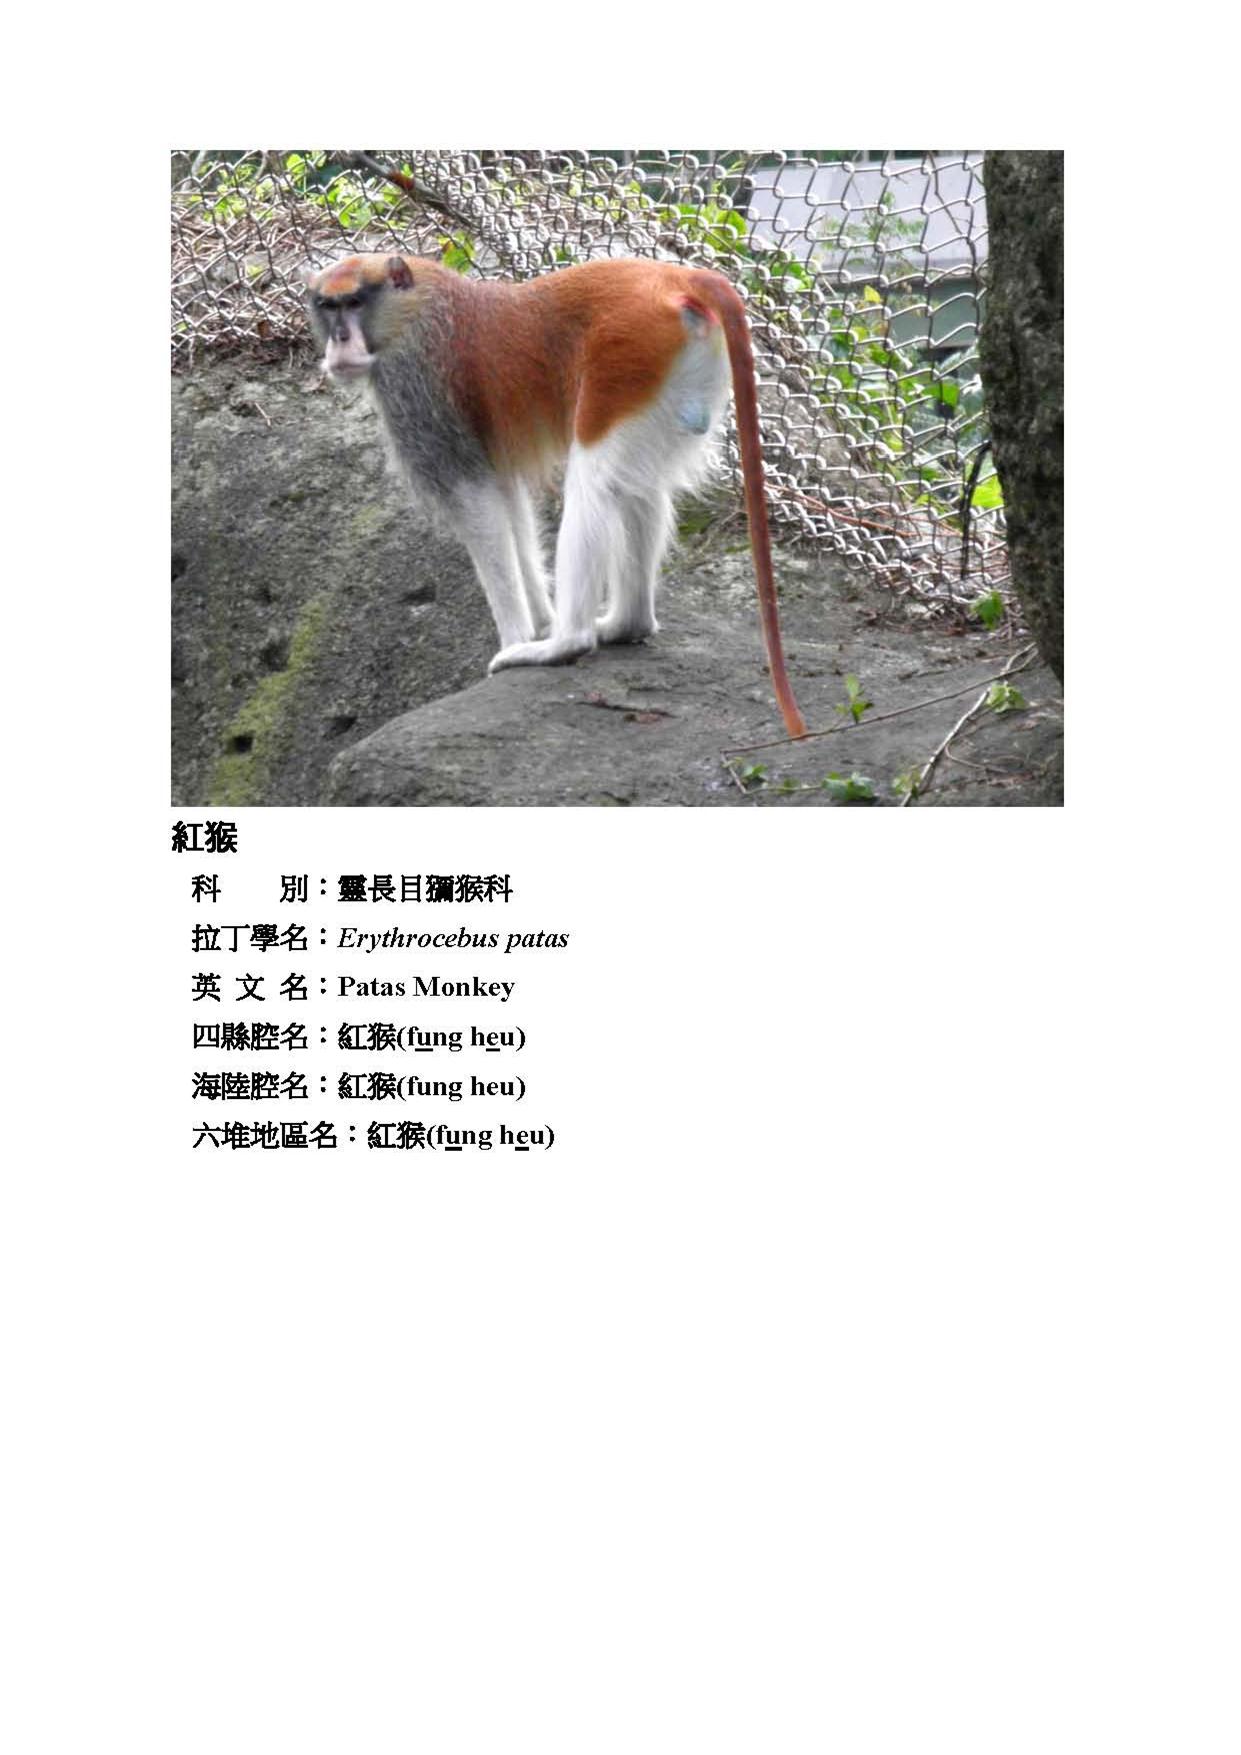 紅猴
科　　別：靈長目獼猴科
拉丁學名：Erythrocebus patas
英 文 名：Patas Monkey
四縣腔名：紅猴(fung heu)
海陸腔名：紅猴(fung heu)
六堆地區名：紅猴(fung heu)